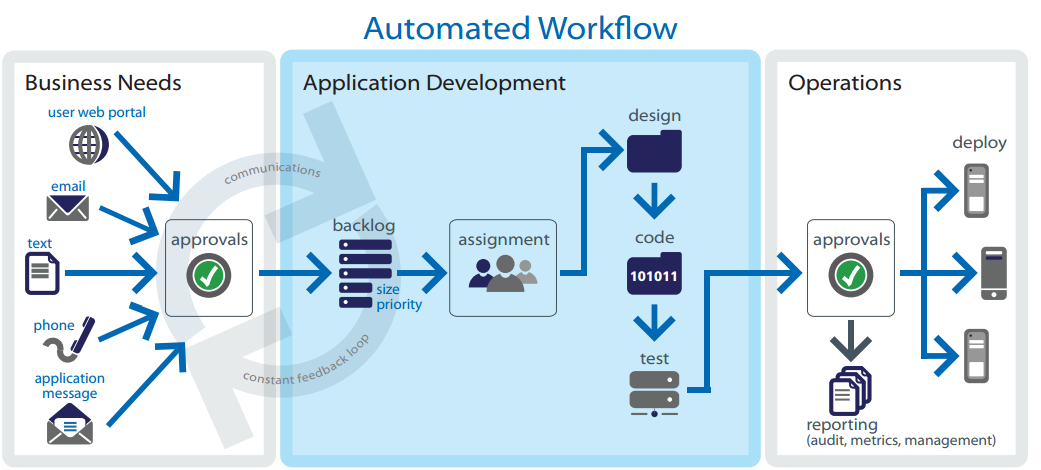 Automated Workflow
Business Needs
user web portal
email
text
phone
application
message
approvals
communications
constant feedback loop
Application Development
backlog
size
priority
assignment
design
code
101011
test
Operations
approvals
deploy
reporting
(audit, metrics, management)